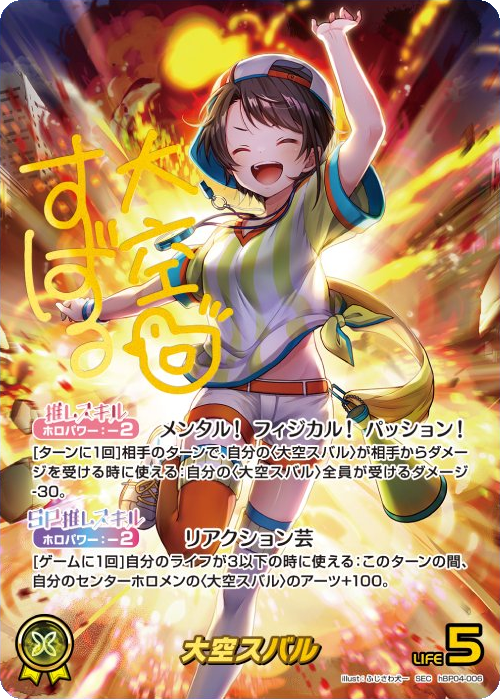 大空
すばる
推しスキル
ホロパワー：－2
メンタル！ フィジカル！ パッション！
[ターンに1回]相手のターンで、自分の〈大空スバル〉が相手からダメー
ジを受ける時に使える：自分の〈大空スバル〉全員が受けるダメージ
-30。
SP推しスキル
ホロパワー：－2
リアクション芸
[ゲームに1回]自分のライフが3以下の時に使える：このターンの間、
自分のセンターホロメンの〈大空スバル〉のアーツ+100。
大空スバル
LIFE 5
illust：ふじさわ犬一 SEC hBP04-006